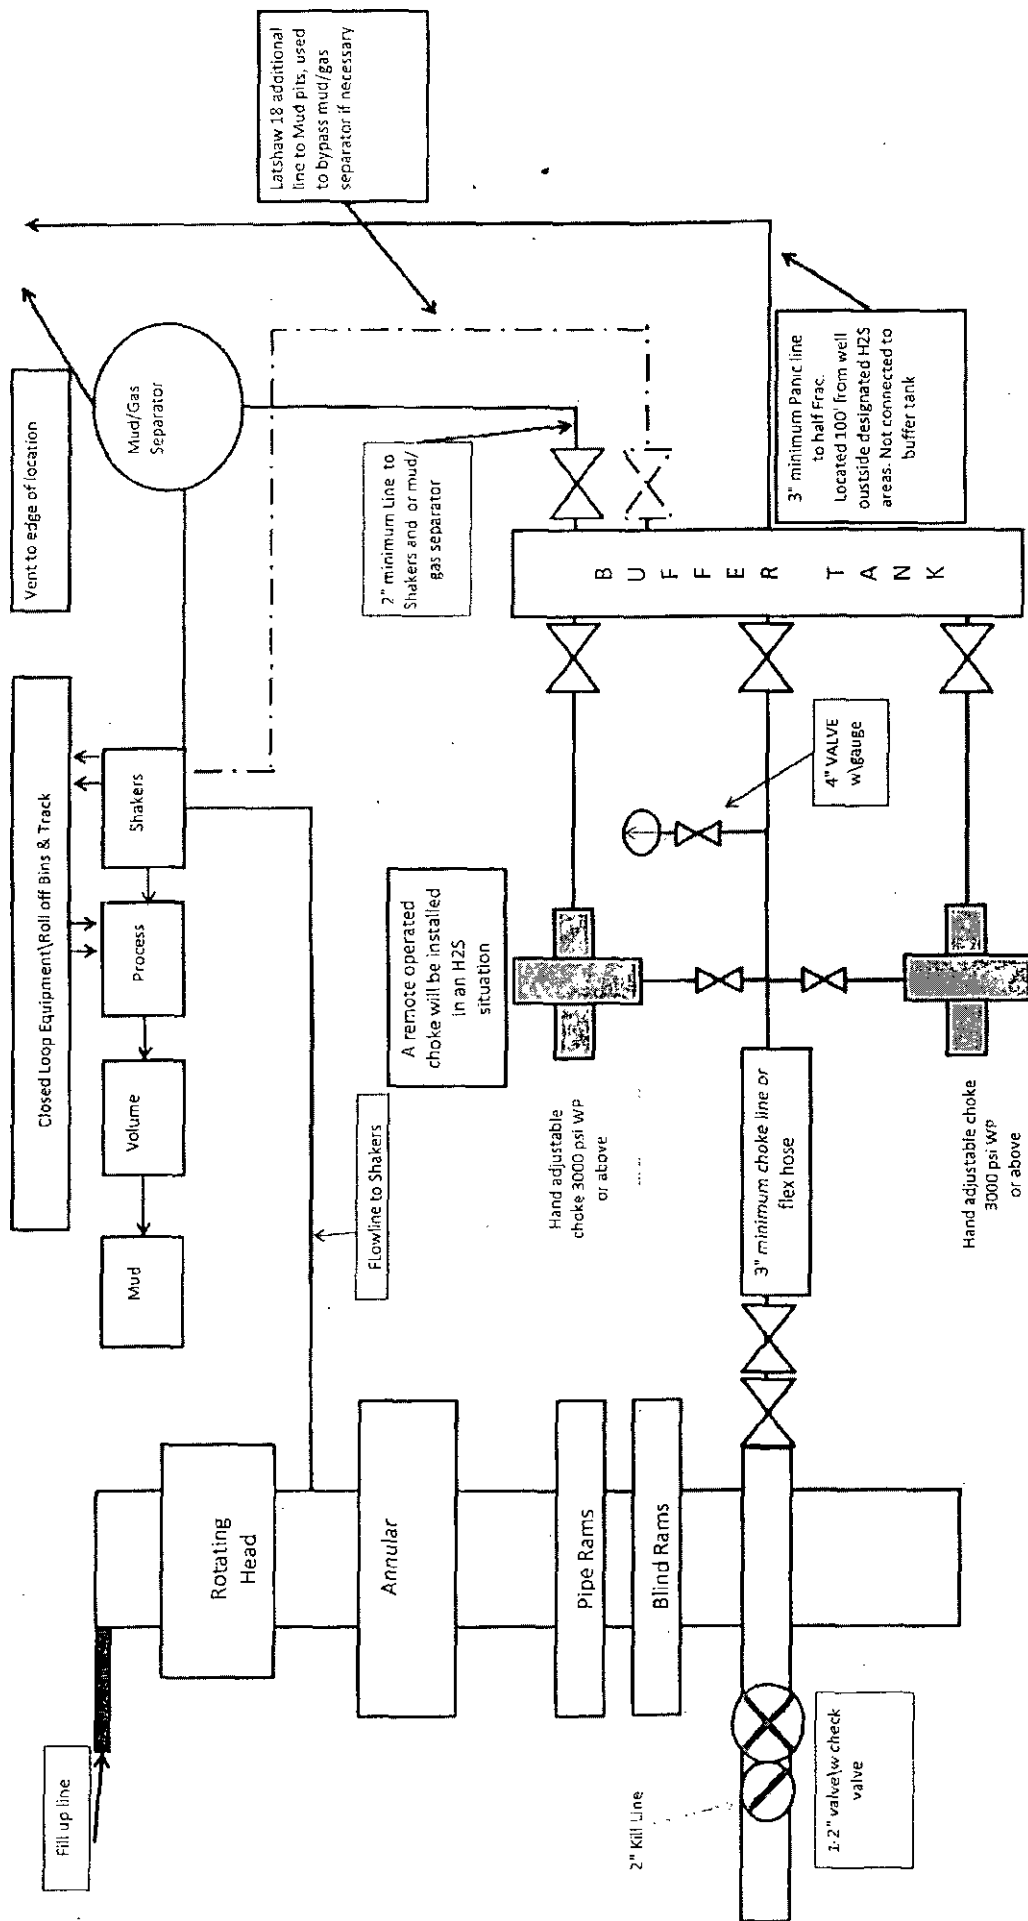 Fill up line
Rotating
Head
Annular
Pipe Rams
Blind Rams
2" Kill Line
1-2" valve\w check
valve
Closed Loop Equipment\Roll off Bins & Track
Mud
Volume
Process
Shakers
Vent to edge of location
Mud/Gas
Separator
Latshaw 18 additional
line to Mud pits, used
to bypass mud/gas
separator if necessary
Flowline to Shakers
A remote operated
choke will be installed
in an H2S
situation
2" minimum Line to
Shakers and or mud/
gas separator
Hand adjustable
choke 3000 psi WP
or above
3" minimum choke line or
flex hose
4" VALVE
w\gauge
BUFFER TANK
3" minimum Panic line
to half Frac.
Located 100' from well
oustside designated H2S
areas. Not connected to
buffer tank
Hand adjustable choke
3000 psi WP
or above